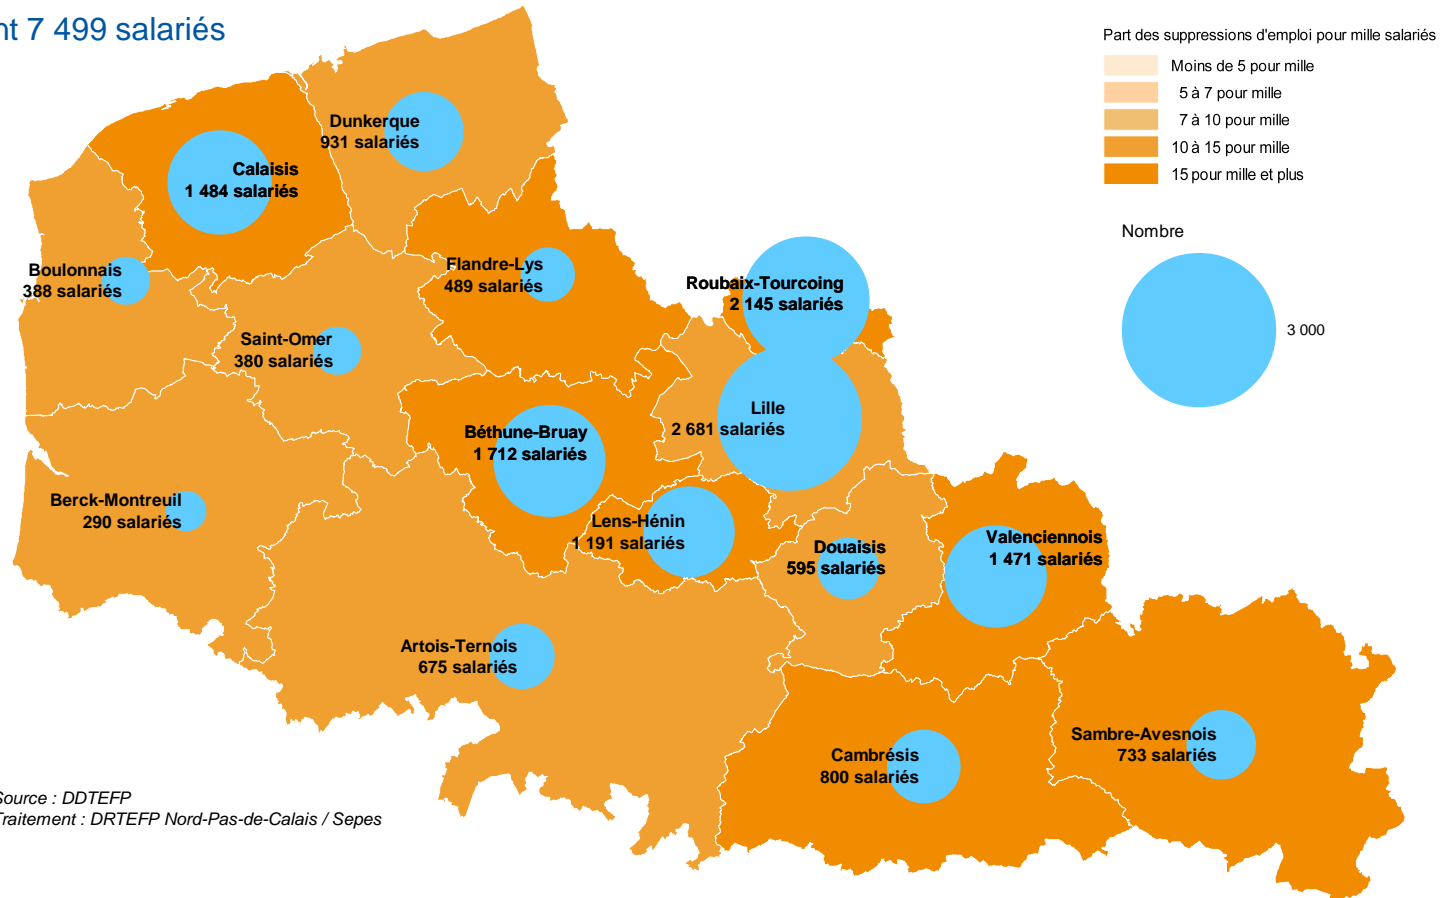 nt 7 499 salariés
Part des suppressions d'emploi pour mille salariés
Moins de 5 pour mille
5 à 7 pour mille
7 à 10 pour mille
10 à 15 pour mille
15 pour mille et plus
Nombre
3 000
Dunkerque
931 salariés
Calaisis
1 484 salariés
Boulonnais
388 salariés
Flandre-Lys
489 salariés
Roubaix-Tourcoing
2 145 salariés
Saint-Omer
380 salariés
Lille
2 681 salariés
Béthune-Bruay
1 712 salariés
Berck-Montreuil
290 salariés
Lens-Hénin
1 191 salariés
Douaisis
595 salariés
Valenciennois
1 471 salariés
Artois-Ternois
675 salariés
Cambrésis
800 salariés
Sambre-Avesnois
733 salariés
Source : DDTEFP
Traitement : DRTEFP Nord-Pas-de-Calais / Sepes